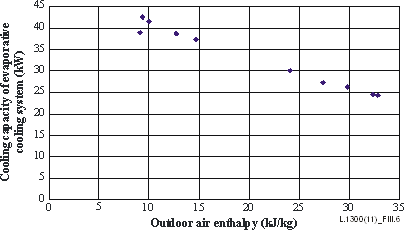 Cooling capacity of evaporative
cooling system (kW)
45
40
35
30
25
20
15
10
5
0
0 5 10 15 20 25 30 35
Outdoor air enthalpy (kJ/kg)
L.1300(11)_FIII.6